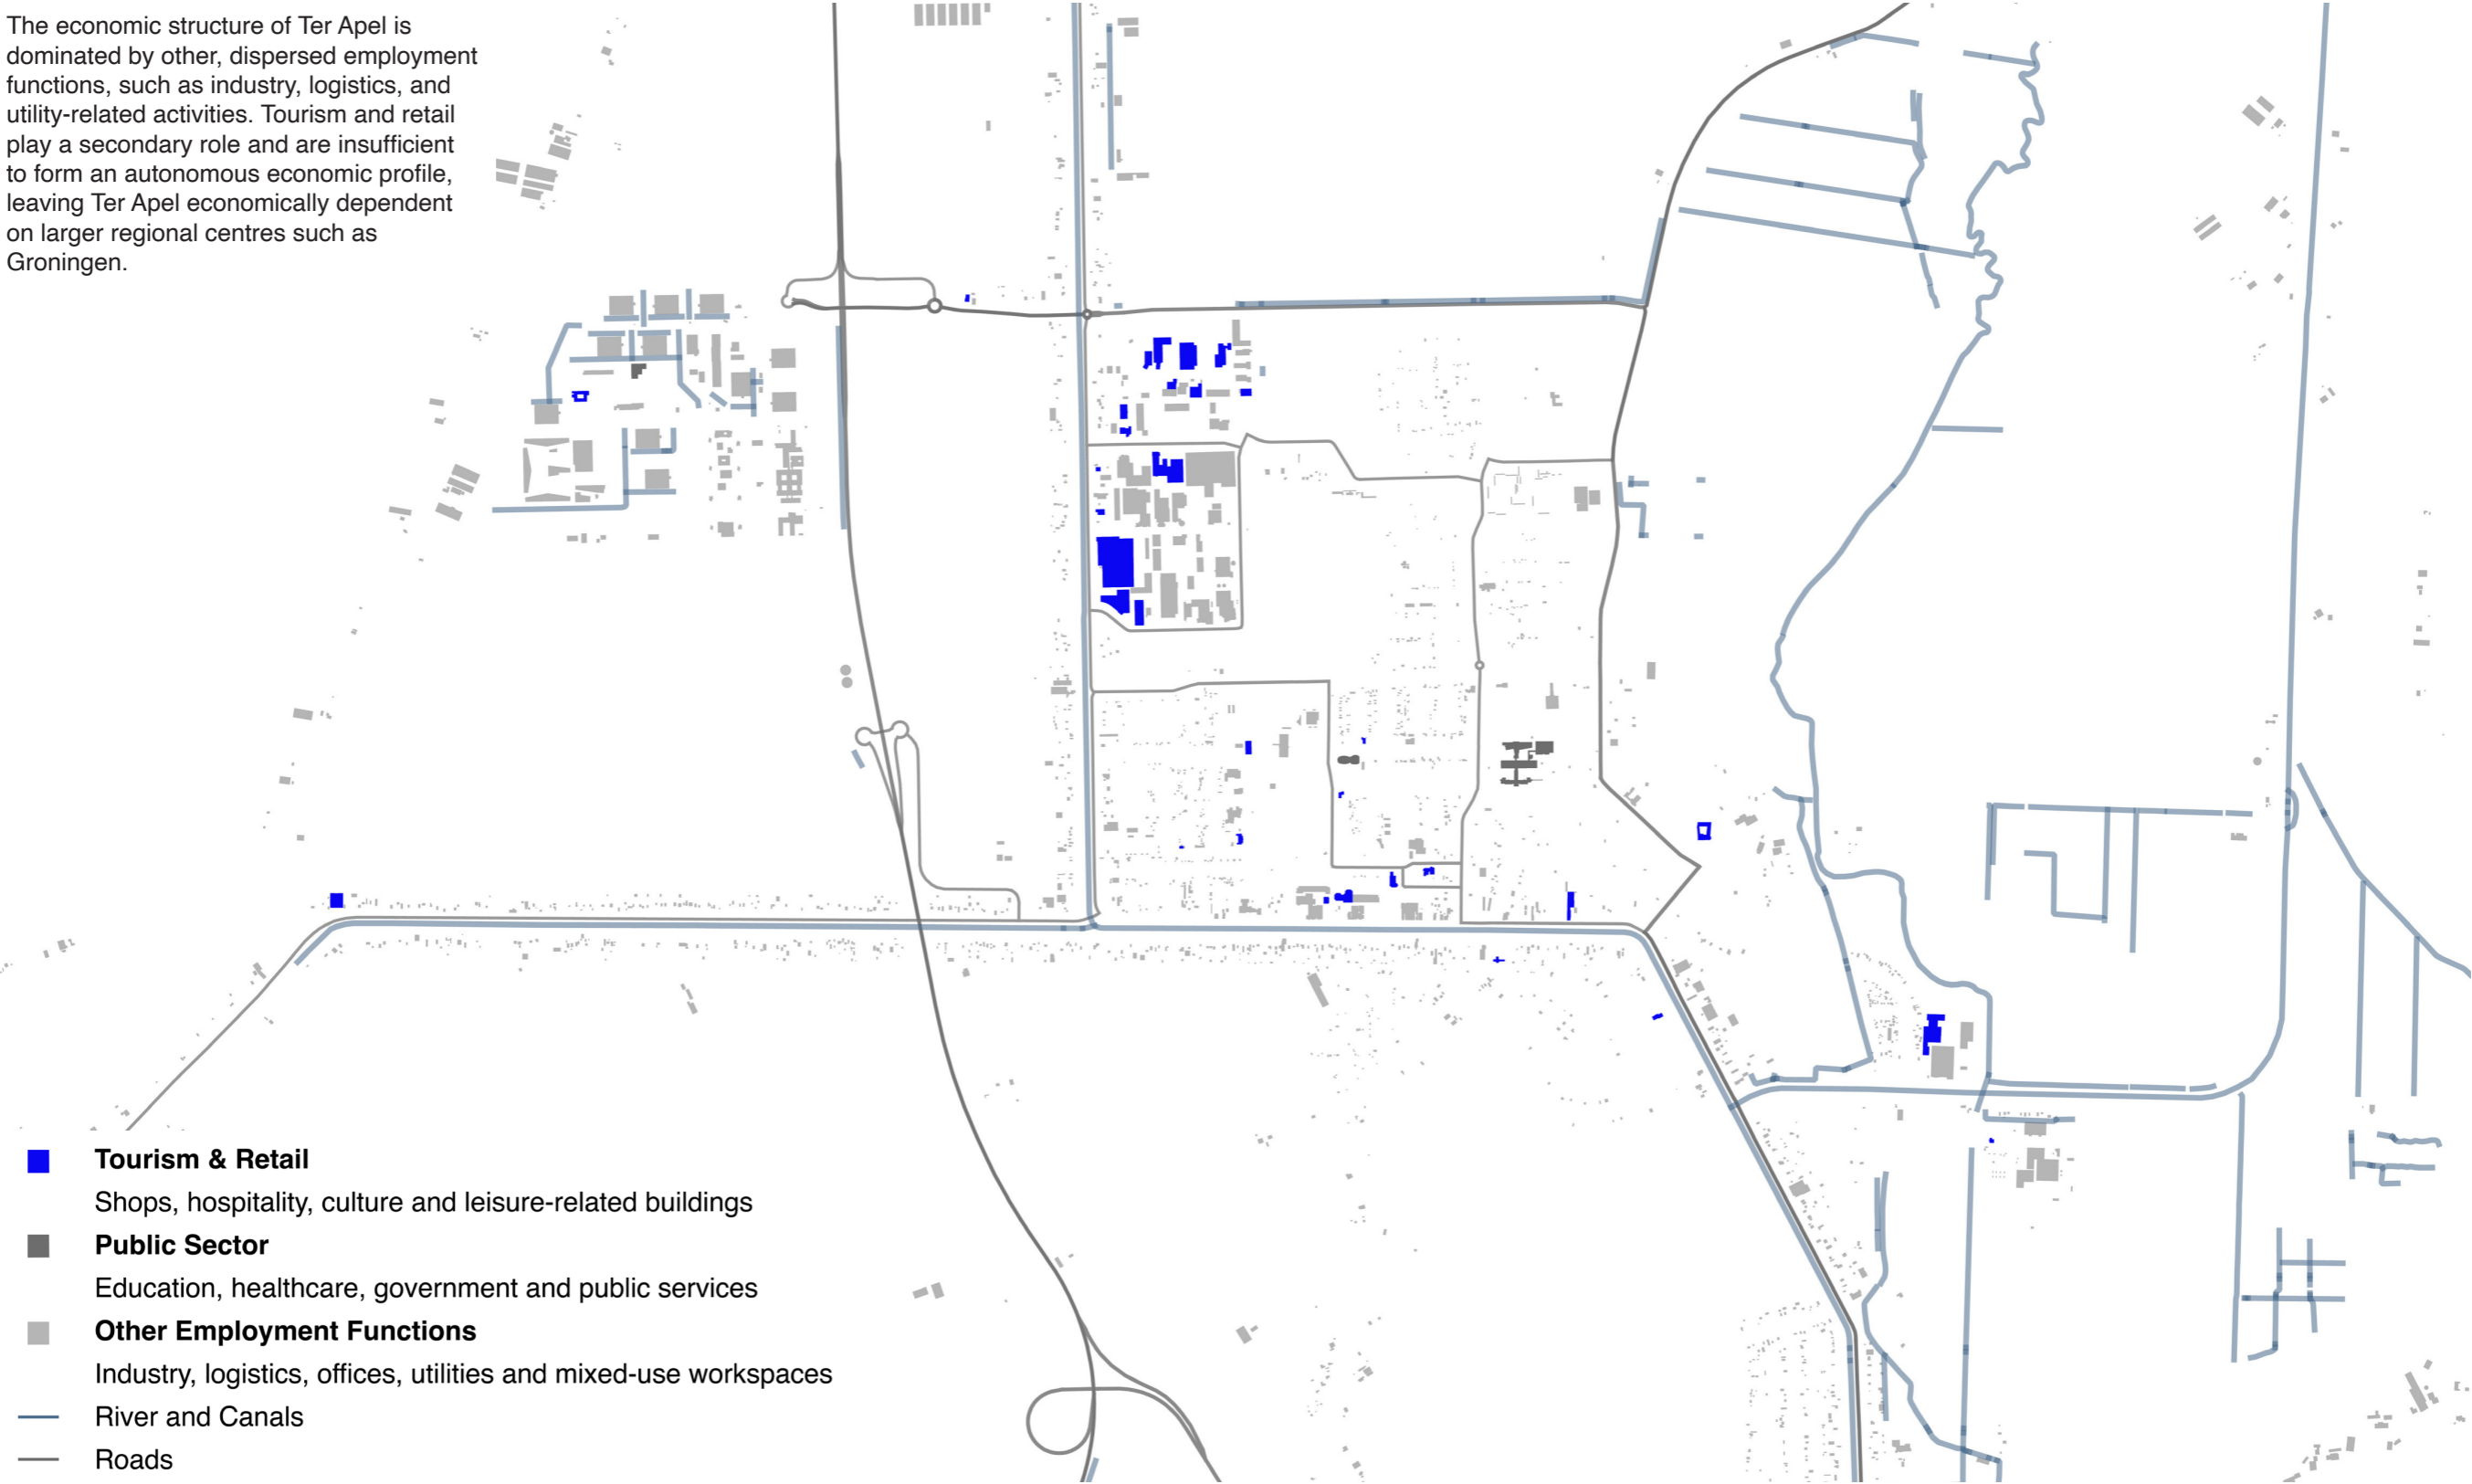 The economic structure of Ter Apel is
dominated by other, dispersed employment
functions, such as industry, logistics, and
utility-related activities. Tourism and retail
play a secondary role and are insufficient
to form an autonomous economic profile,
leaving Ter Apel economically dependent
on larger regional centres such as
Groningen.
Tourism & Retail
Shops, hospitality, culture and leisure-related buildings
Public Sector
Education, healthcare, government and public services
Other Employment Functions
Industry, logistics, offices, utilities and mixed-use workspaces
River and Canals
Roads